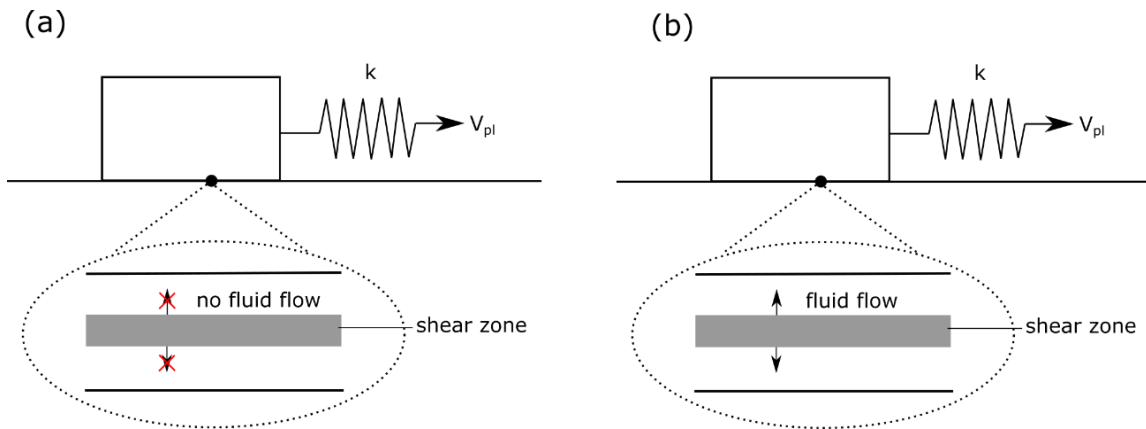 (a)
k
V_pl
no fluid flow
shear zone
(b)
k
V_pl
fluid flow
shear zone